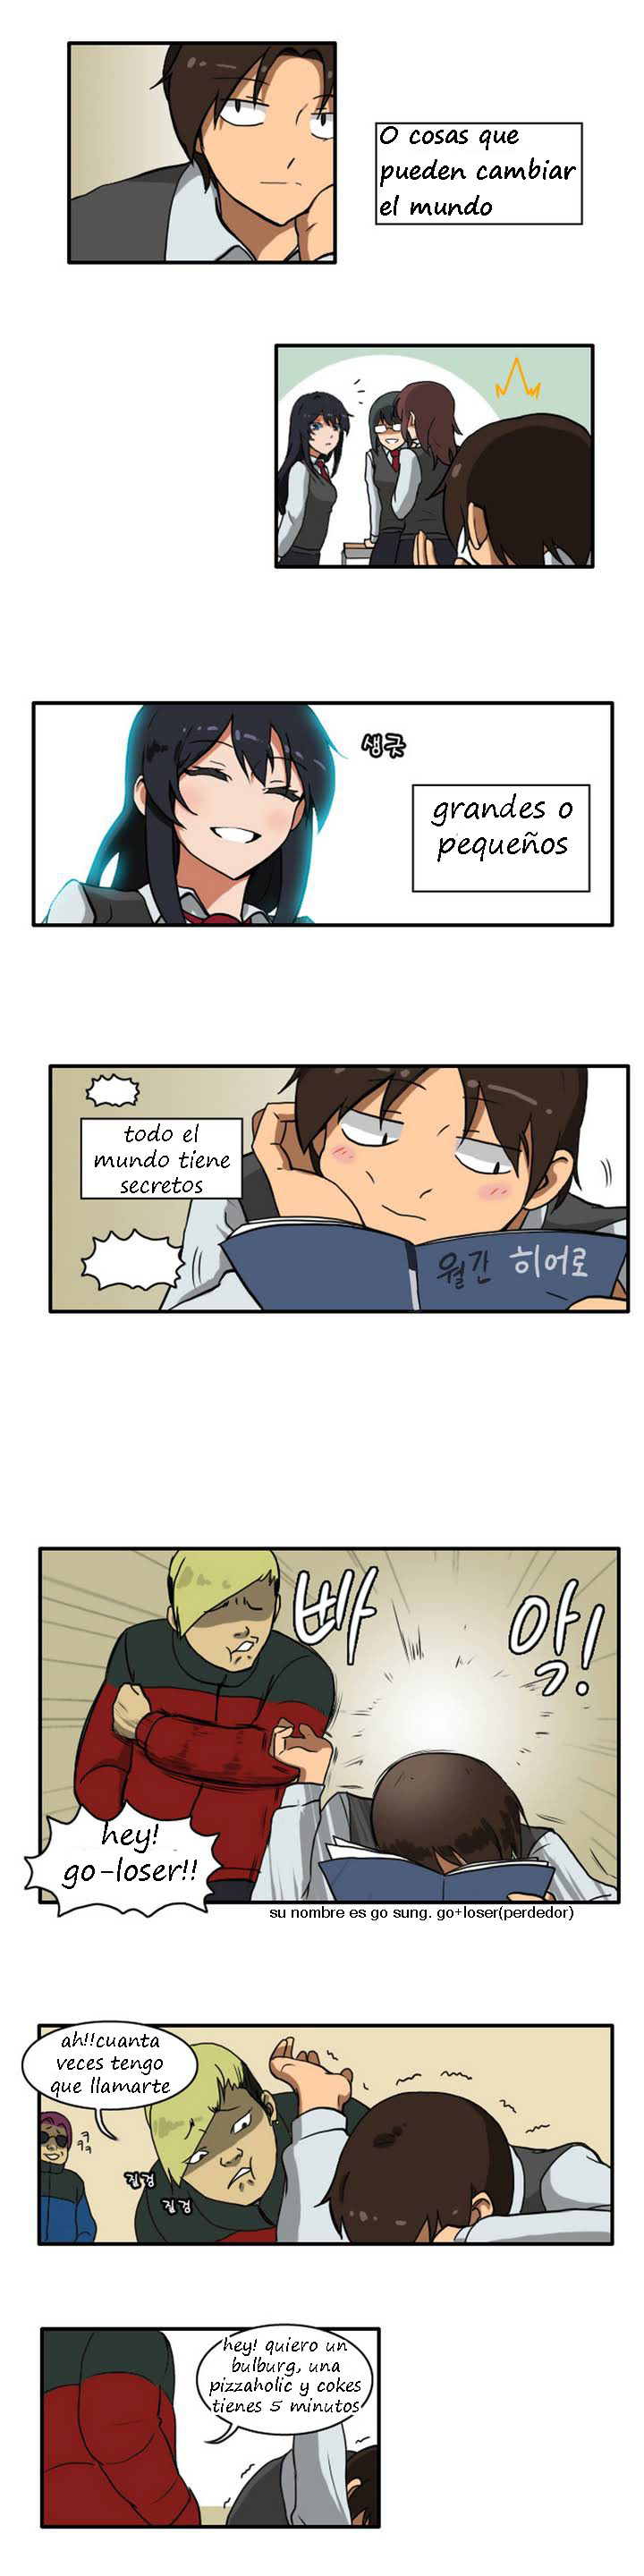 O cosas que
pueden cambiar
el mundo
생긋
grandes o
pequeños
todo el
mundo tiene
secretos
월간 히어로
빠 악!
hey!
go-loser!!
su nombre es go sung. go+loser(perdedor)
ah!!cuanta
veces tengo
que llamarte
ㅋ
ㅋㅋ
질겅
질겅
hey! quiero un
bulburg, una
pizzaholic y cokes
tienes 5 minutos